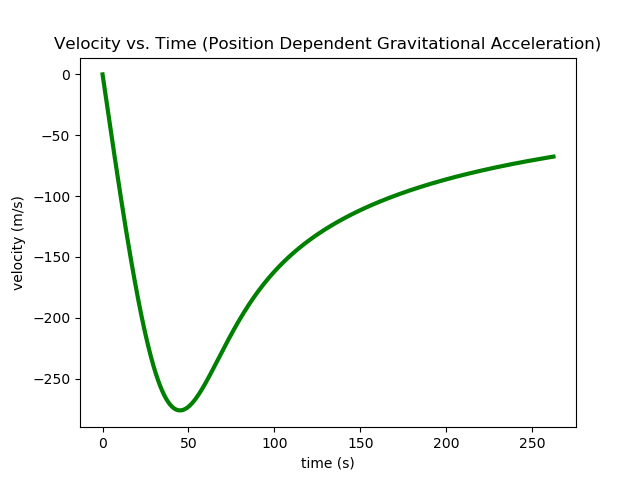 Velocity vs. Time (Position Dependent Gravitational Acceleration)
0
−50
−100
−150
−200
−250
velocity (m/s)
0 50 100 150 200 250
time (s)